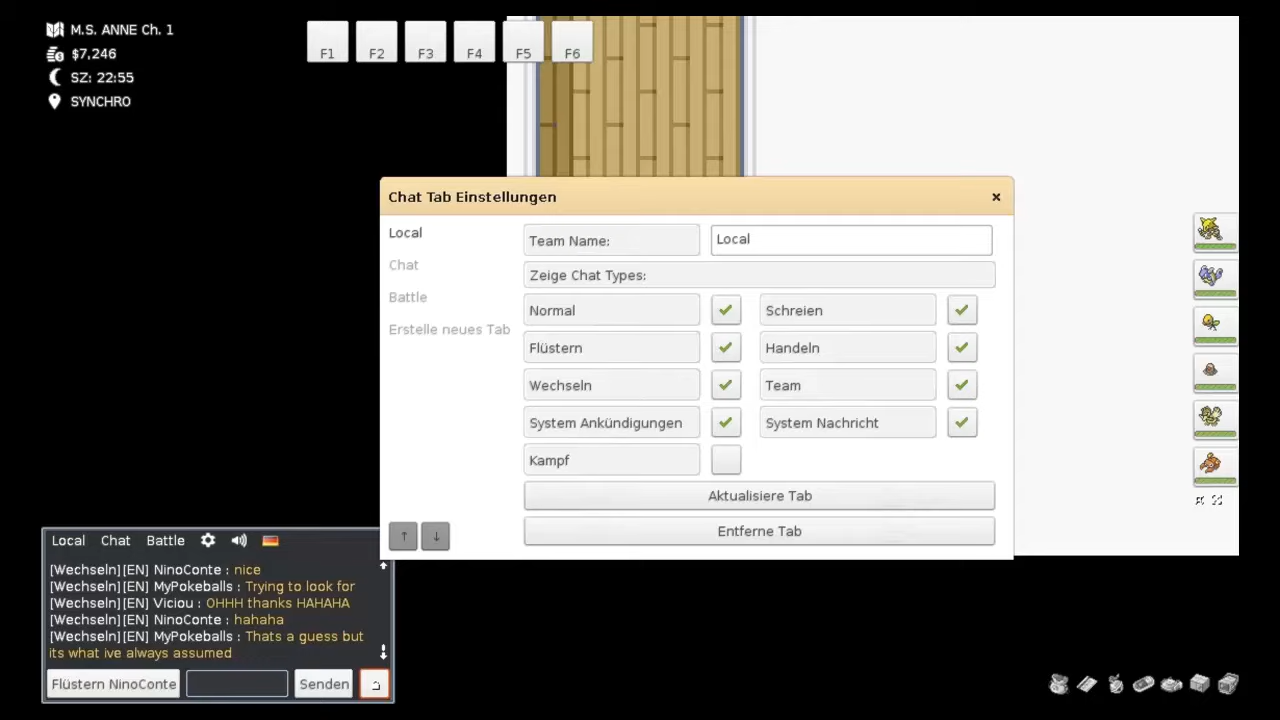 M.S. ANNE Ch. 1
$7,246
SZ: 22:55
SYNCHRO
F1 F2 F3 F4 F5 F6
Chat Tab Einstellungen
Local
Chat
Battle
Erstelle neues Tab
Team Name: Local
Zeige Chat Types:
Normal Schreien
Flüstern Handeln
Wechseln Team
System Ankündigungen System Nachricht
Kampf
Aktualisiere Tab
Entferne Tab
Local Chat Battle
[Wechseln][EN] NinoConte : nice
[Wechseln][EN] MyPokeballs : Trying to look for
[Wechseln][EN] Viciou : OHHH thanks HAHAHA
[Wechseln][EN] NinoConte : hahaha
[Wechseln][EN] MyPokeballs : Thats a guess but
its what ive always assumed
Flüstern NinoConte Senden